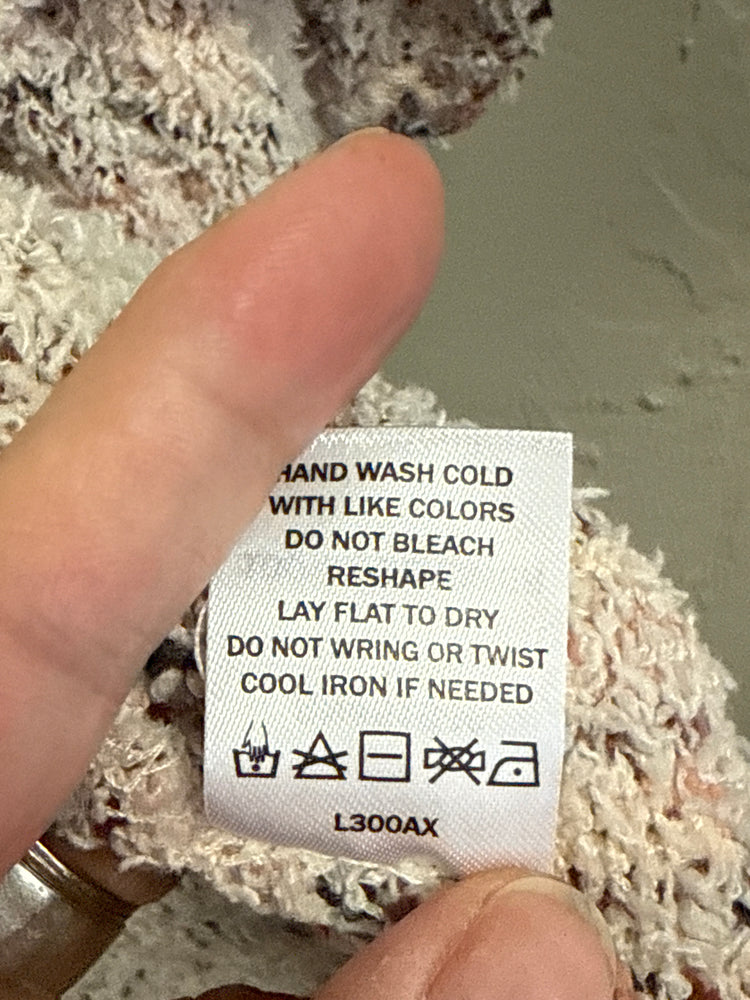 HAND WASH COLD
WITH LIKE COLORS
DO NOT BLEACH
RESHAPE
LAY FLAT TO DRY
DO NOT WRING OR TWIST
COOL IRON IF NEEDED
L300AX